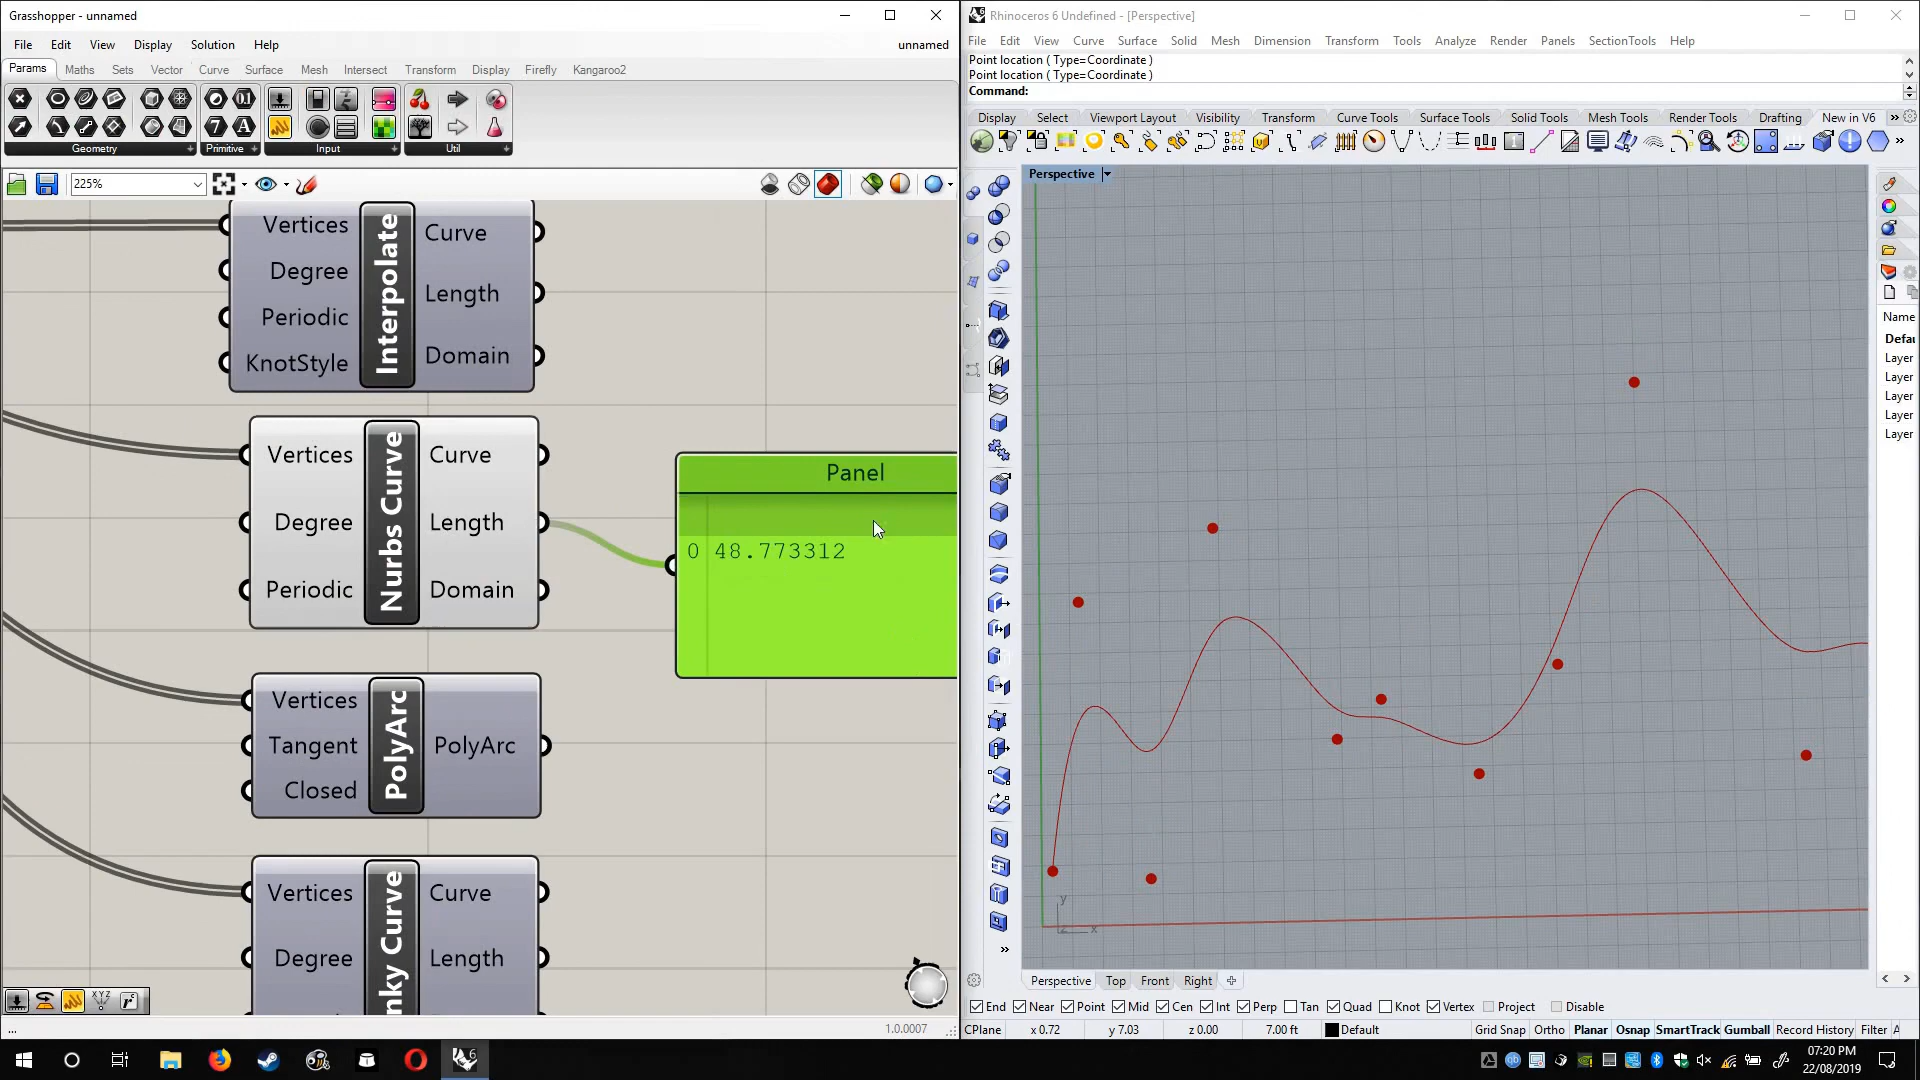 Grasshopper - unnamed
File Edit View Display Solution Help unnamed
Params Maths Sets Vector Curve Surface Mesh Intersect Transform Display Firefly Kangaroo2
Geometry Primitive Input Util
225%
Vertices Curve
Degree
Length
Periodic
Domain
KnotStyle
Interpolate
Vertices Curve
Degree Length
Periodic Domain
Nurbs Curve
Panel
0 48.773312
Vertices
Tangent PolyArc
Closed
PolyArc
Vertices Curve
Degree Length
nky Curve
...
1.0.0007
Rhinoceros 6 Undefined - [Perspective]
File Edit View Curve Surface Solid Mesh Dimension Transform Tools Analyze Render Panels SectionTools Help
Point location ( Type=Coordinate )
Point location ( Type=Coordinate )
Command:
Display Select Viewport Layout Visibility Transform Curve Tools Surface Tools Solid Tools Mesh Tools Render Tools Drafting New in V6
Perspective
Name
Defau
Layer
Layer
Layer
Layer
Layer
y
z x
Perspective Top Front Right
End Near Point Mid Cen Int Perp Tan Quad Knot Vertex Project Disable
CPlane x 0.72 y 7.03 z 0.00 7.00 ft Default Grid Snap Ortho Planar Osnap SmartTrack Gumball Record History Filter A
07:20 PM
22/08/2019